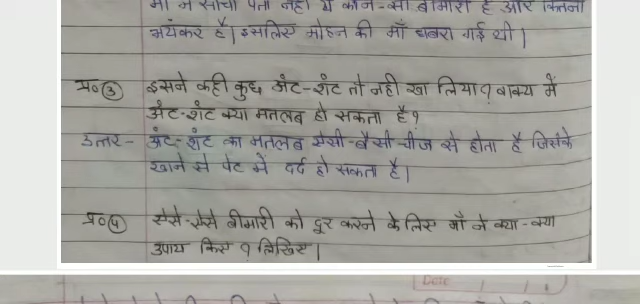 माँ ने सोचा पता नहीं ये कौन-सी बीमारी है और कितनी
भयंकर है। इसलिए मोहन की माँ घबरा गई थी।
प्र०③ इसने कही कुछ अंट-शंट तो नही खा लिया? वाक्य में
अंट-शंट क्या मतलब हो सकता है?
उत्तर- अंट-शंट का मतलब ऐसी-वैसी चीज से होता है जिसके
खाने से पेट में दर्द हो सकता है।
प्र०④ ऐसे-ऐसे बीमारी को दूर करने के लिए माँ ने क्या-क्या
उपाय किए? लिखिए।
Date